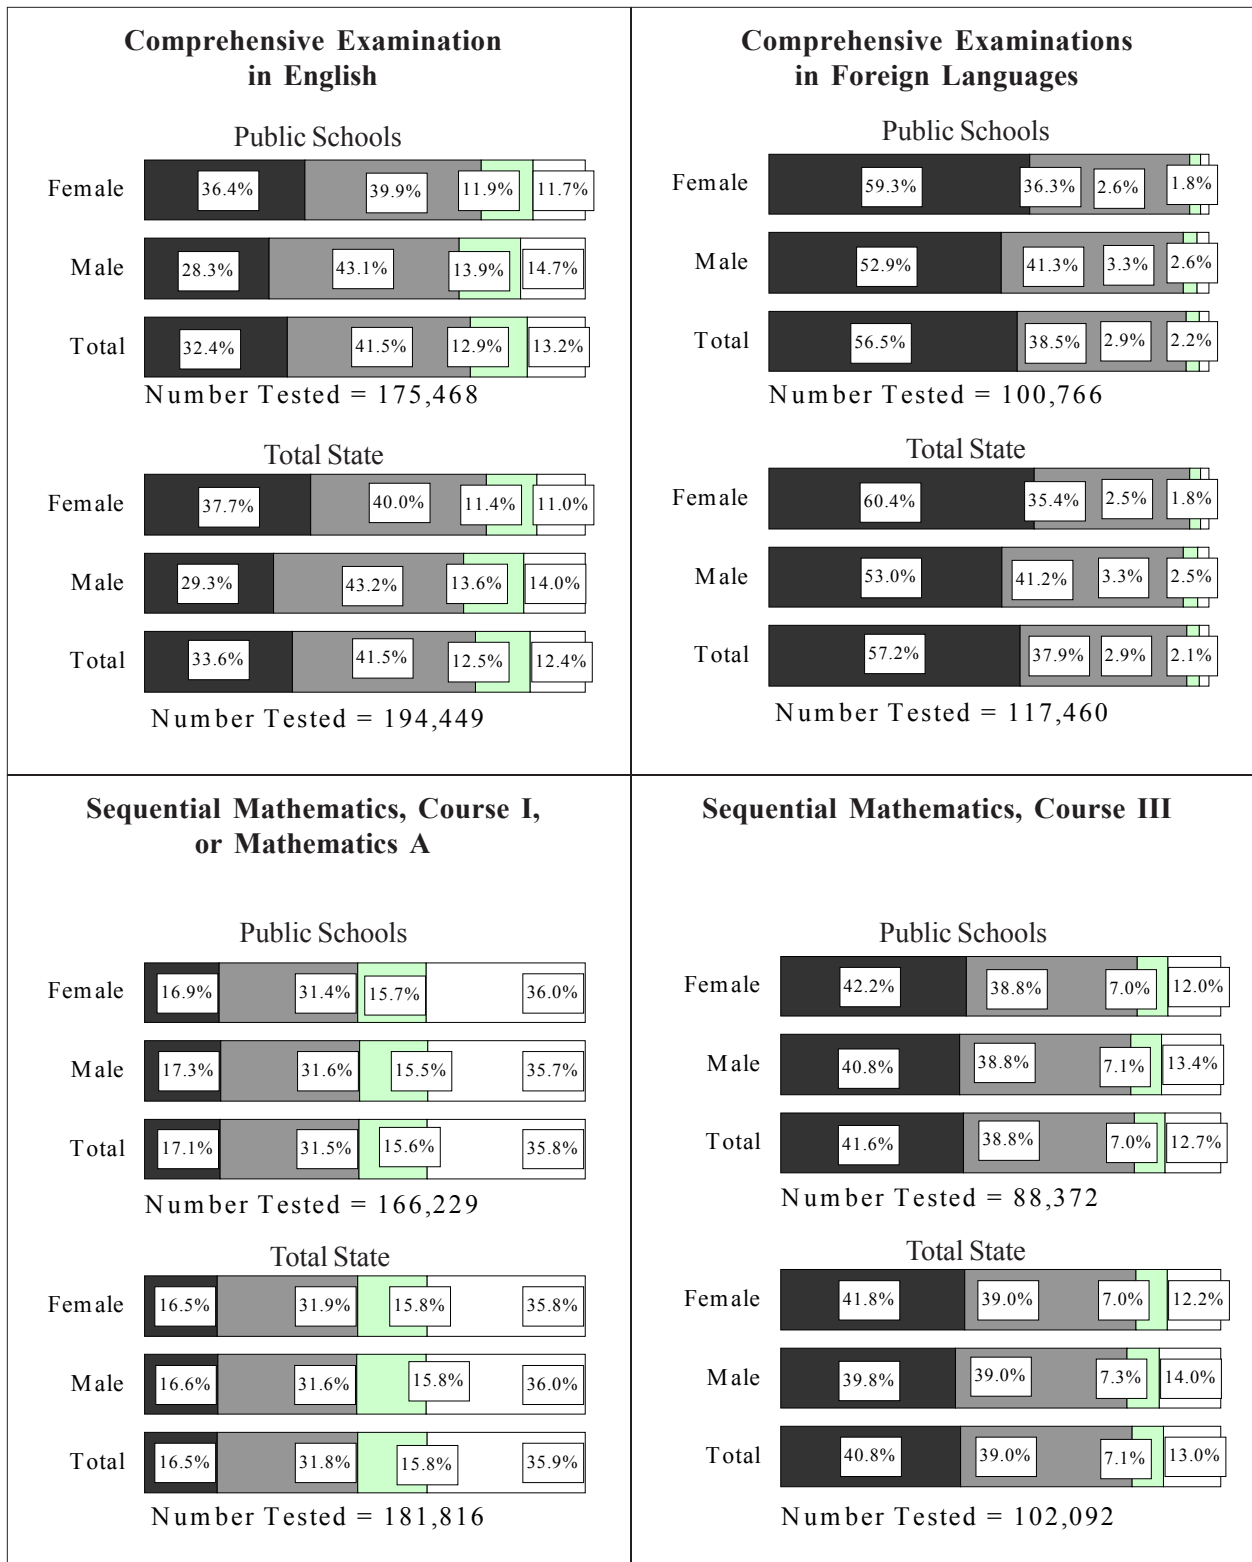 Comprehensive Examination
in English
Public Schools
Female 36.4% 39.9% 11.9% 11.7%
Male 28.3% 43.1% 13.9% 14.7%
Total 32.4% 41.5% 12.9% 13.2%
Number Tested = 175,468
Total State
Female 37.7% 40.0% 11.4% 11.0%
Male 29.3% 43.2% 13.6% 14.0%
Total 33.6% 41.5% 12.5% 12.4%
Number Tested = 194,449
Comprehensive Examinations
in Foreign Languages
Public Schools
Female 59.3% 36.3% 2.6% 1.8%
Male 52.9% 41.3% 3.3% 2.6%
Total 56.5% 38.5% 2.9% 2.2%
Number Tested = 100,766
Total State
Female 60.4% 35.4% 2.5% 1.8%
Male 53.0% 41.2% 3.3% 2.5%
Total 57.2% 37.9% 2.9% 2.1%
Number Tested = 117,460
Sequential Mathematics, Course I,
or Mathematics A
Public Schools
Female 16.9% 31.4% 15.7% 36.0%
Male 17.3% 31.6% 15.5% 35.7%
Total 17.1% 31.5% 15.6% 35.8%
Number Tested = 166,229
Total State
Female 16.5% 31.9% 15.8% 35.8%
Male 16.6% 31.6% 15.8% 36.0%
Total 16.5% 31.8% 15.8% 35.9%
Number Tested = 181,816
Sequential Mathematics, Course III
Public Schools
Female 42.2% 38.8% 7.0% 12.0%
Male 40.8% 38.8% 7.1% 13.4%
Total 41.6% 38.8% 7.0% 12.7%
Number Tested = 88,372
Total State
Female 41.8% 39.0% 7.0% 12.2%
Male 39.8% 39.0% 7.3% 14.0%
Total 40.8% 39.0% 7.1% 13.0%
Number Tested = 102,092